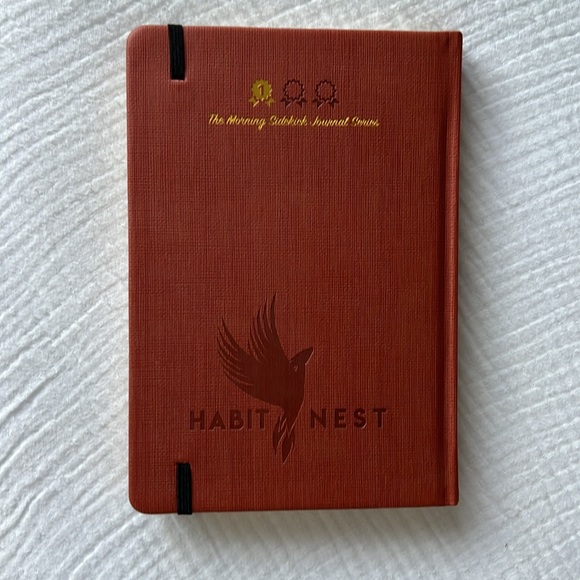 1
The Morning Sidekick Journal Series
HABIT NEST